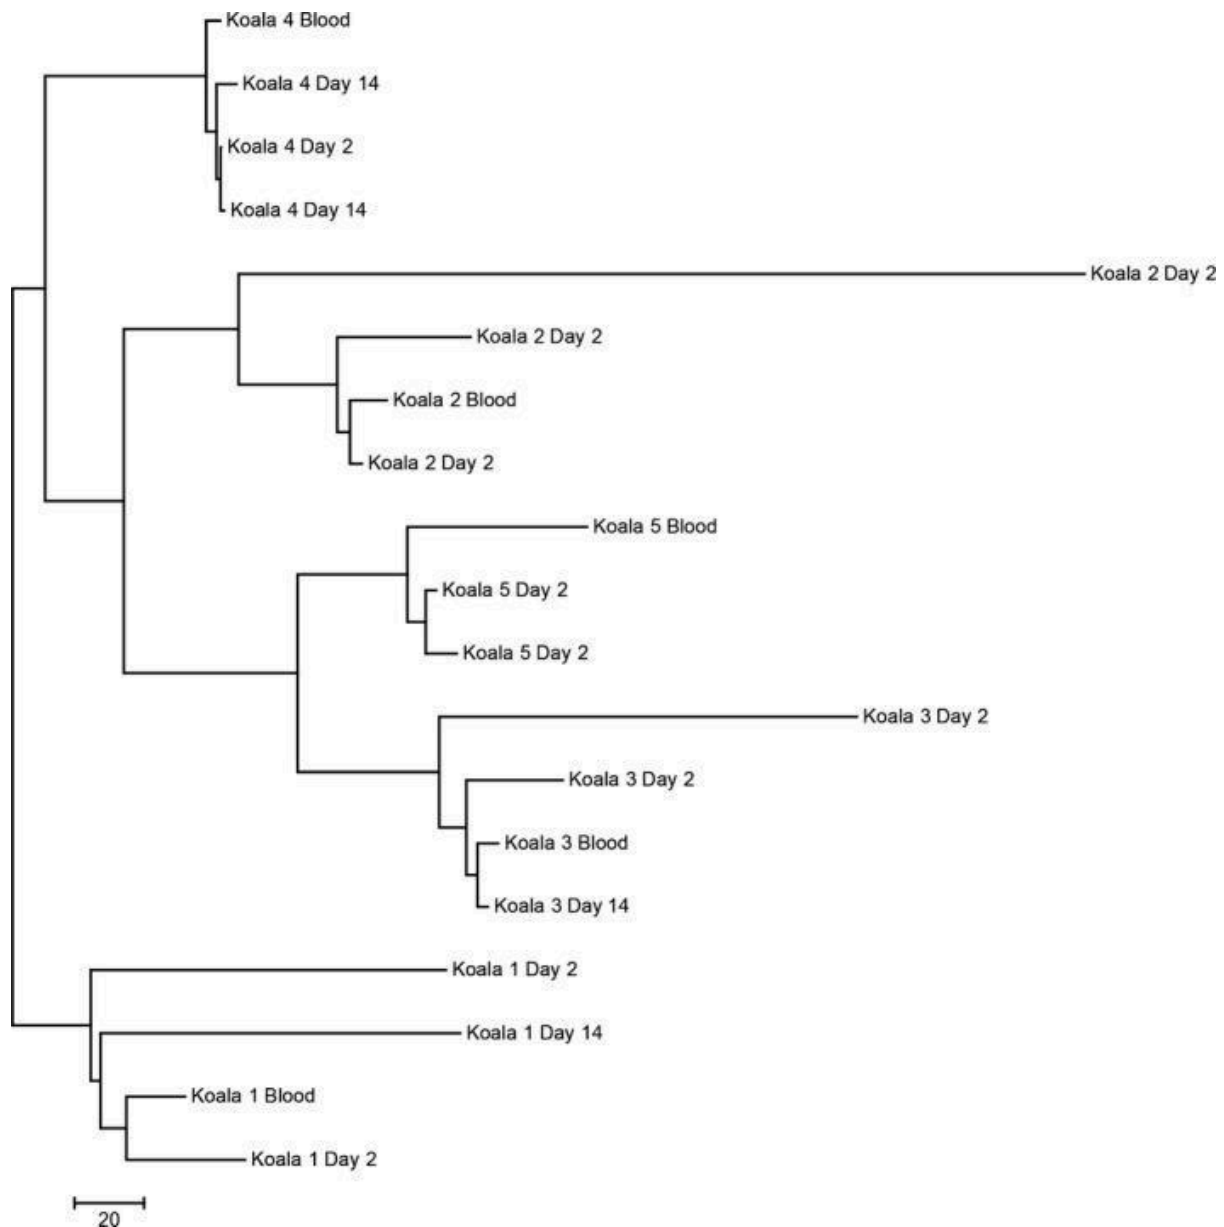 Koala 4 Blood
Koala 4 Day 14
Koala 4 Day 2
Koala 4 Day 14
Koala 2 Day 2
Koala 2 Day 2
Koala 2 Blood
Koala 2 Day 2
Koala 5 Blood
Koala 5 Day 2
Koala 5 Day 2
Koala 3 Day 2
Koala 3 Day 2
Koala 3 Blood
Koala 3 Day 14
Koala 1 Day 2
Koala 1 Day 14
Koala 1 Blood
Koala 1 Day 2
20